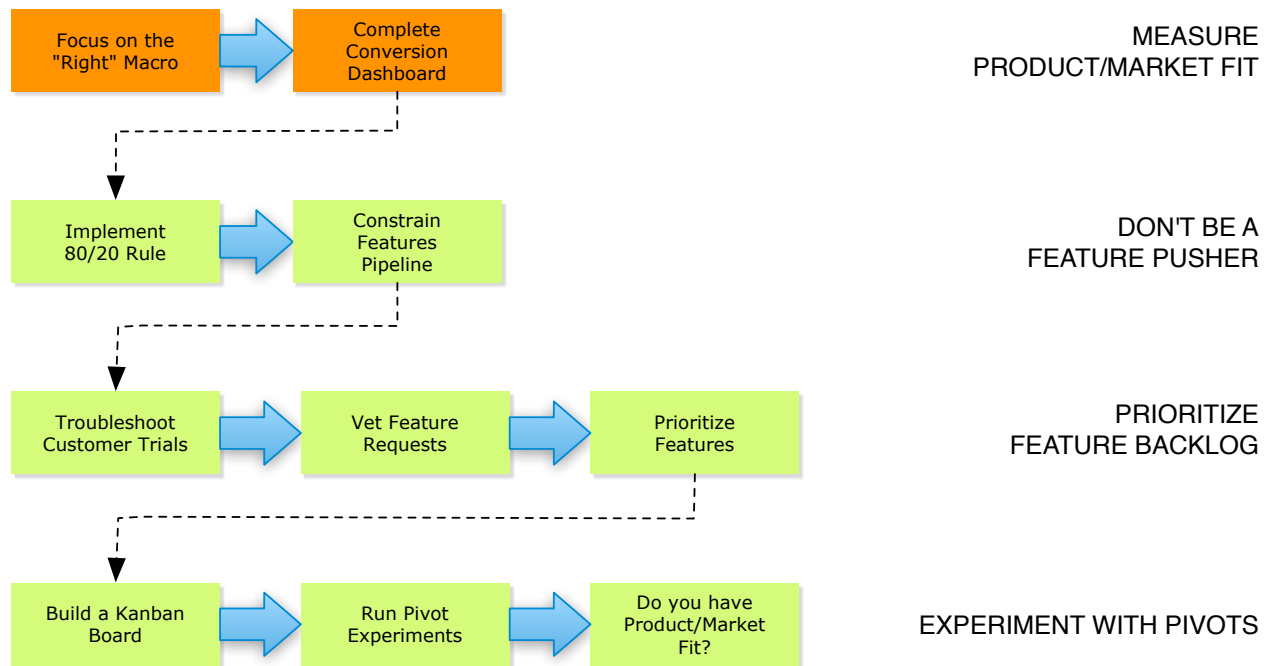 Focus on the
"Right" Macro
Complete
Conversion
Dashboard
MEASURE
PRODUCT/MARKET FIT
Implement
80/20 Rule
Constrain
Features
Pipeline
DON'T BE A
FEATURE PUSHER
Troubleshoot
Customer Trials
Vet Feature
Requests
Prioritize
Features
PRIORITIZE
FEATURE BACKLOG
Build a Kanban
Board
Run Pivot
Experiments
Do you have
Product/Market
Fit?
EXPERIMENT WITH PIVOTS